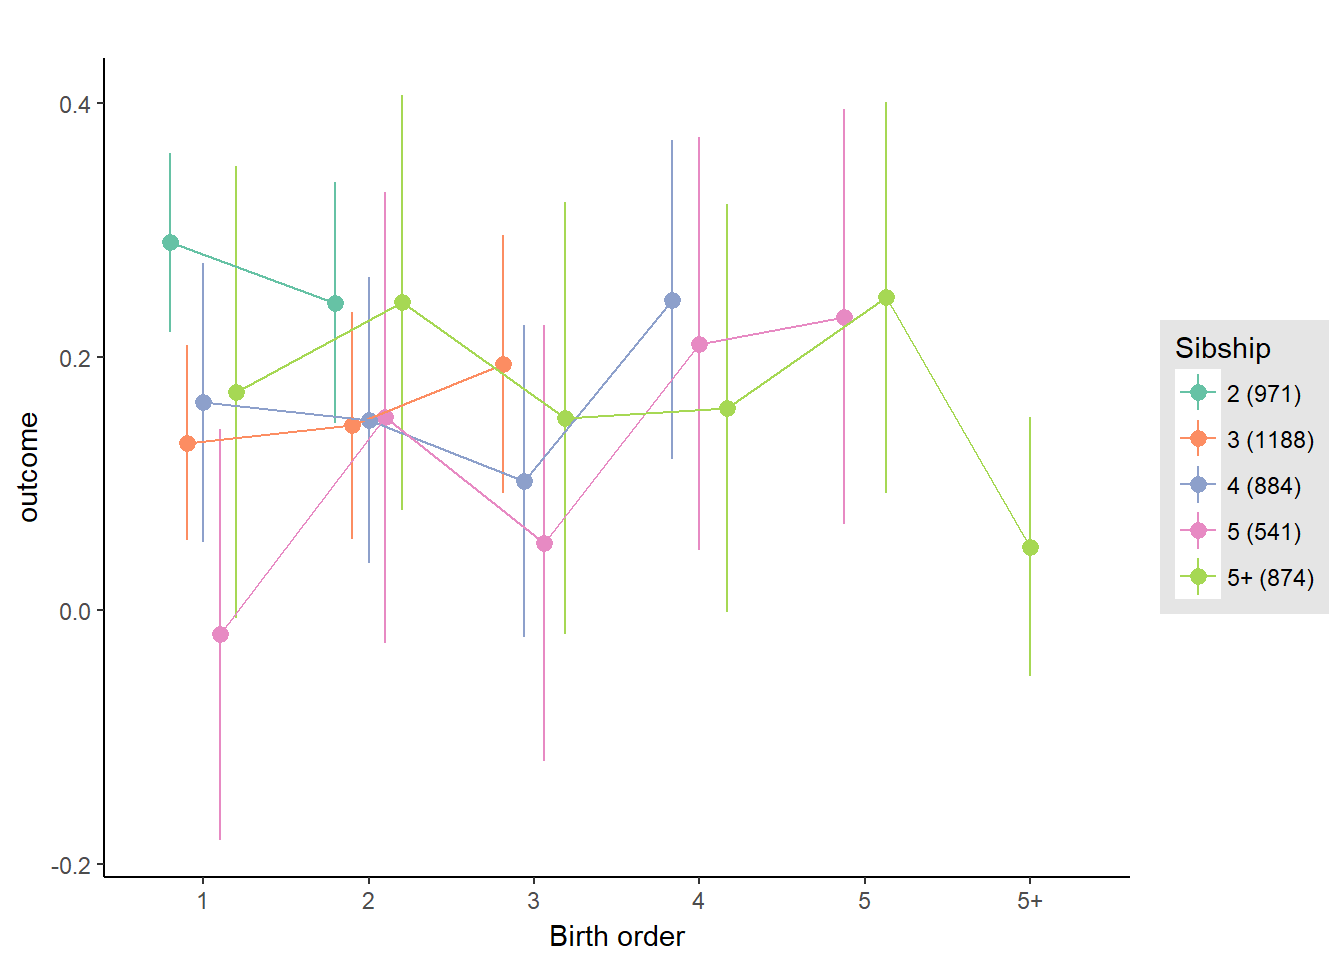 0.4
0.2
0.0
-0.2
outcome
1 2 3 4 5 5+
Birth order
Sibship
2 (971)
3 (1188)
4 (884)
5 (541)
5+ (874)